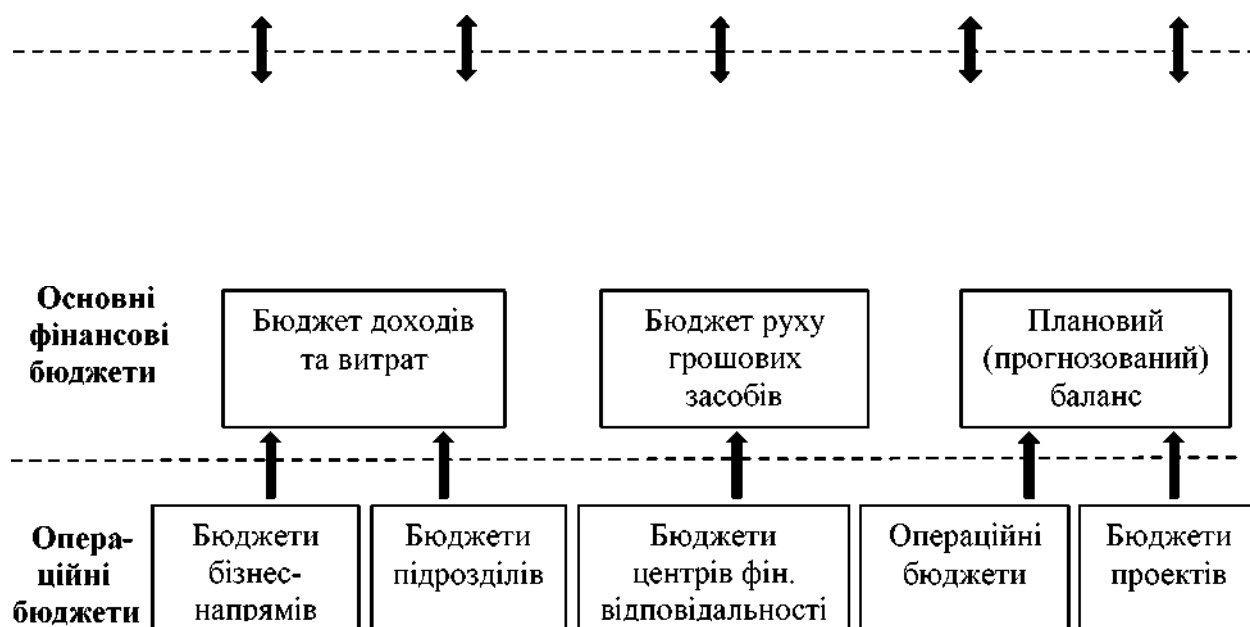 Основні
фінансові
бюджети
Бюджет доходів
та витрат
Бюджет руху
грошових
засобів
Плановий
(прогнозований)
баланс
Опера-
ційні
бюджети
Бюджети
бізнес-
напрямів
Бюджети
підрозділів
Бюджети
центрів фін.
відповідальності
Операційні
бюджети
Бюджети
проектів